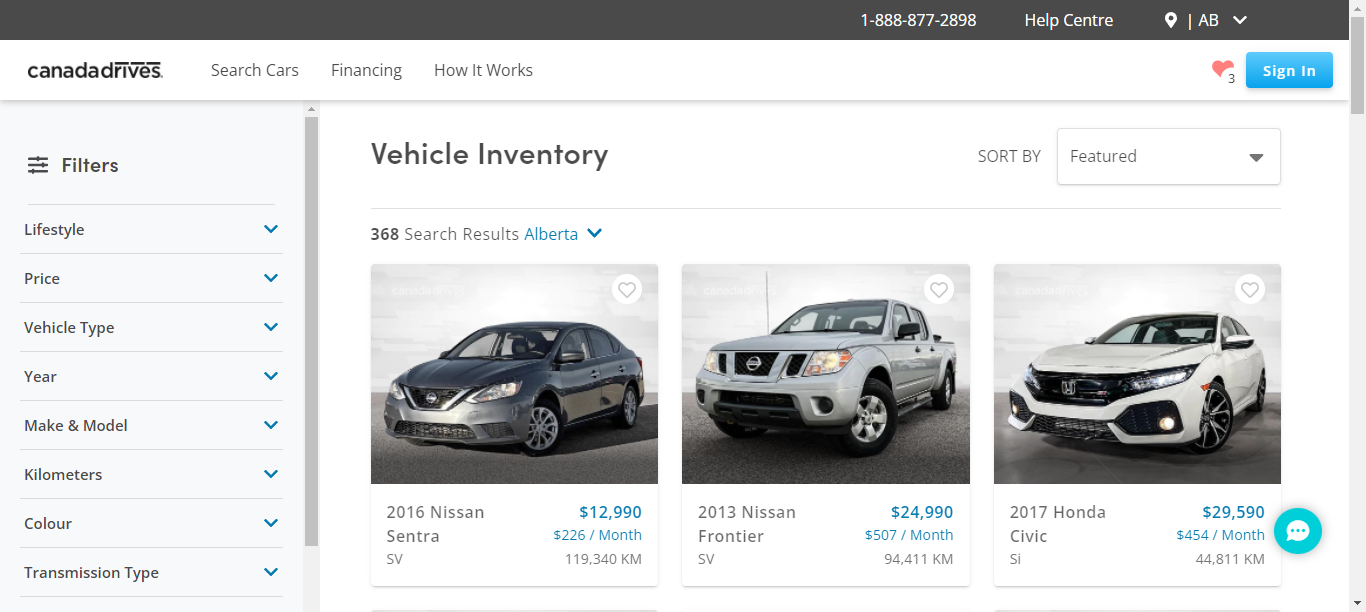 1-888-877-2898 Help Centre | AB
canadadrives. Search Cars Financing How It Works 3 Sign In
Filters
Lifestyle
Price
Vehicle Type
Year
Make & Model
Kilometers
Colour
Transmission Type
Vehicle Inventory
SORT BY Featured
368 Search Results Alberta
canadadrives
canadadrives
canadadrives
2016 Nissan Sentra
$12,990
$226 / Month
SV 119,340 KM
2013 Nissan Frontier
$24,990
$507 / Month
SV 94,411 KM
2017 Honda Civic
$29,590
$454 / Month
Si 44,811 KM